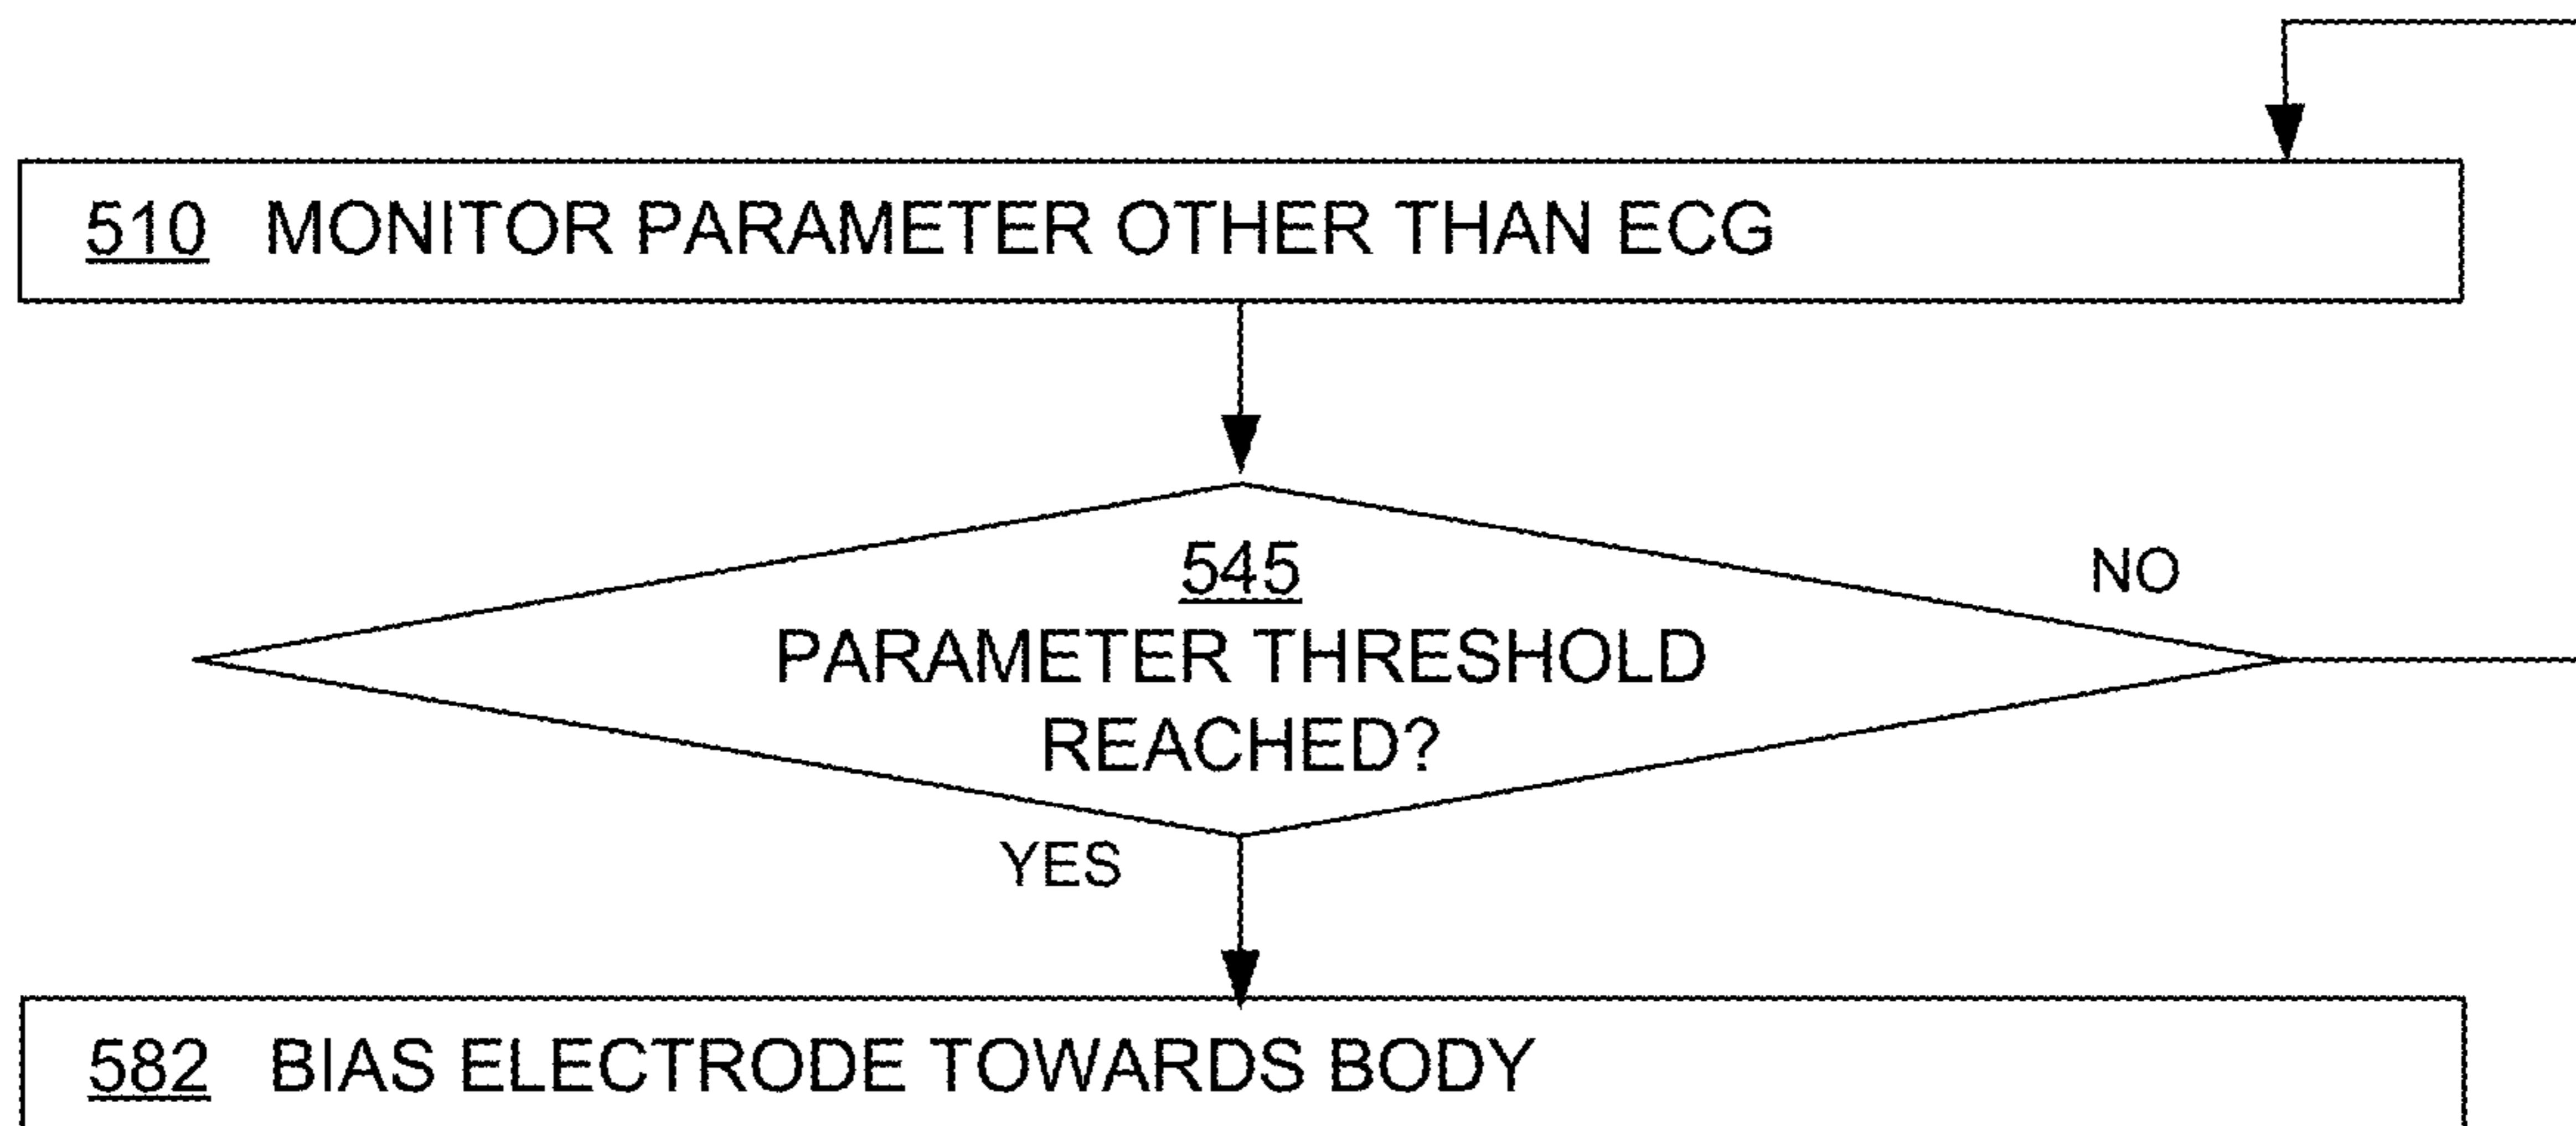 510 MONITOR PARAMETER OTHER THAN ECG
545
PARAMETER THRESHOLD
REACHED?
NO
YES
582 BIAS ELECTRODE TOWARDS BODY